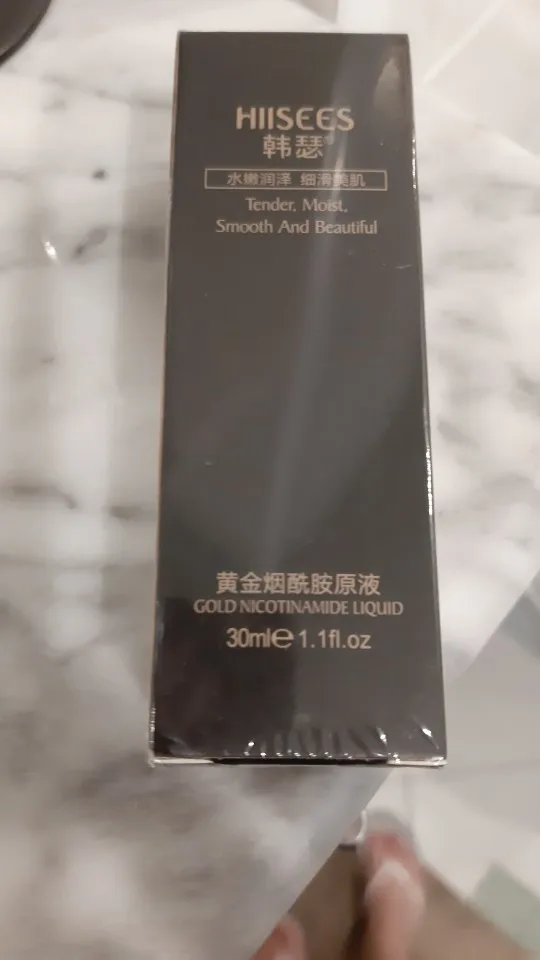 HIISEES
韩瑟®
水嫩润泽 细滑美肌
Tender, Moist,
Smooth And Beautiful
黄金烟酰胺原液
GOLD NICOTINAMIDE LIQUID
30ml℮1.1fl.oz